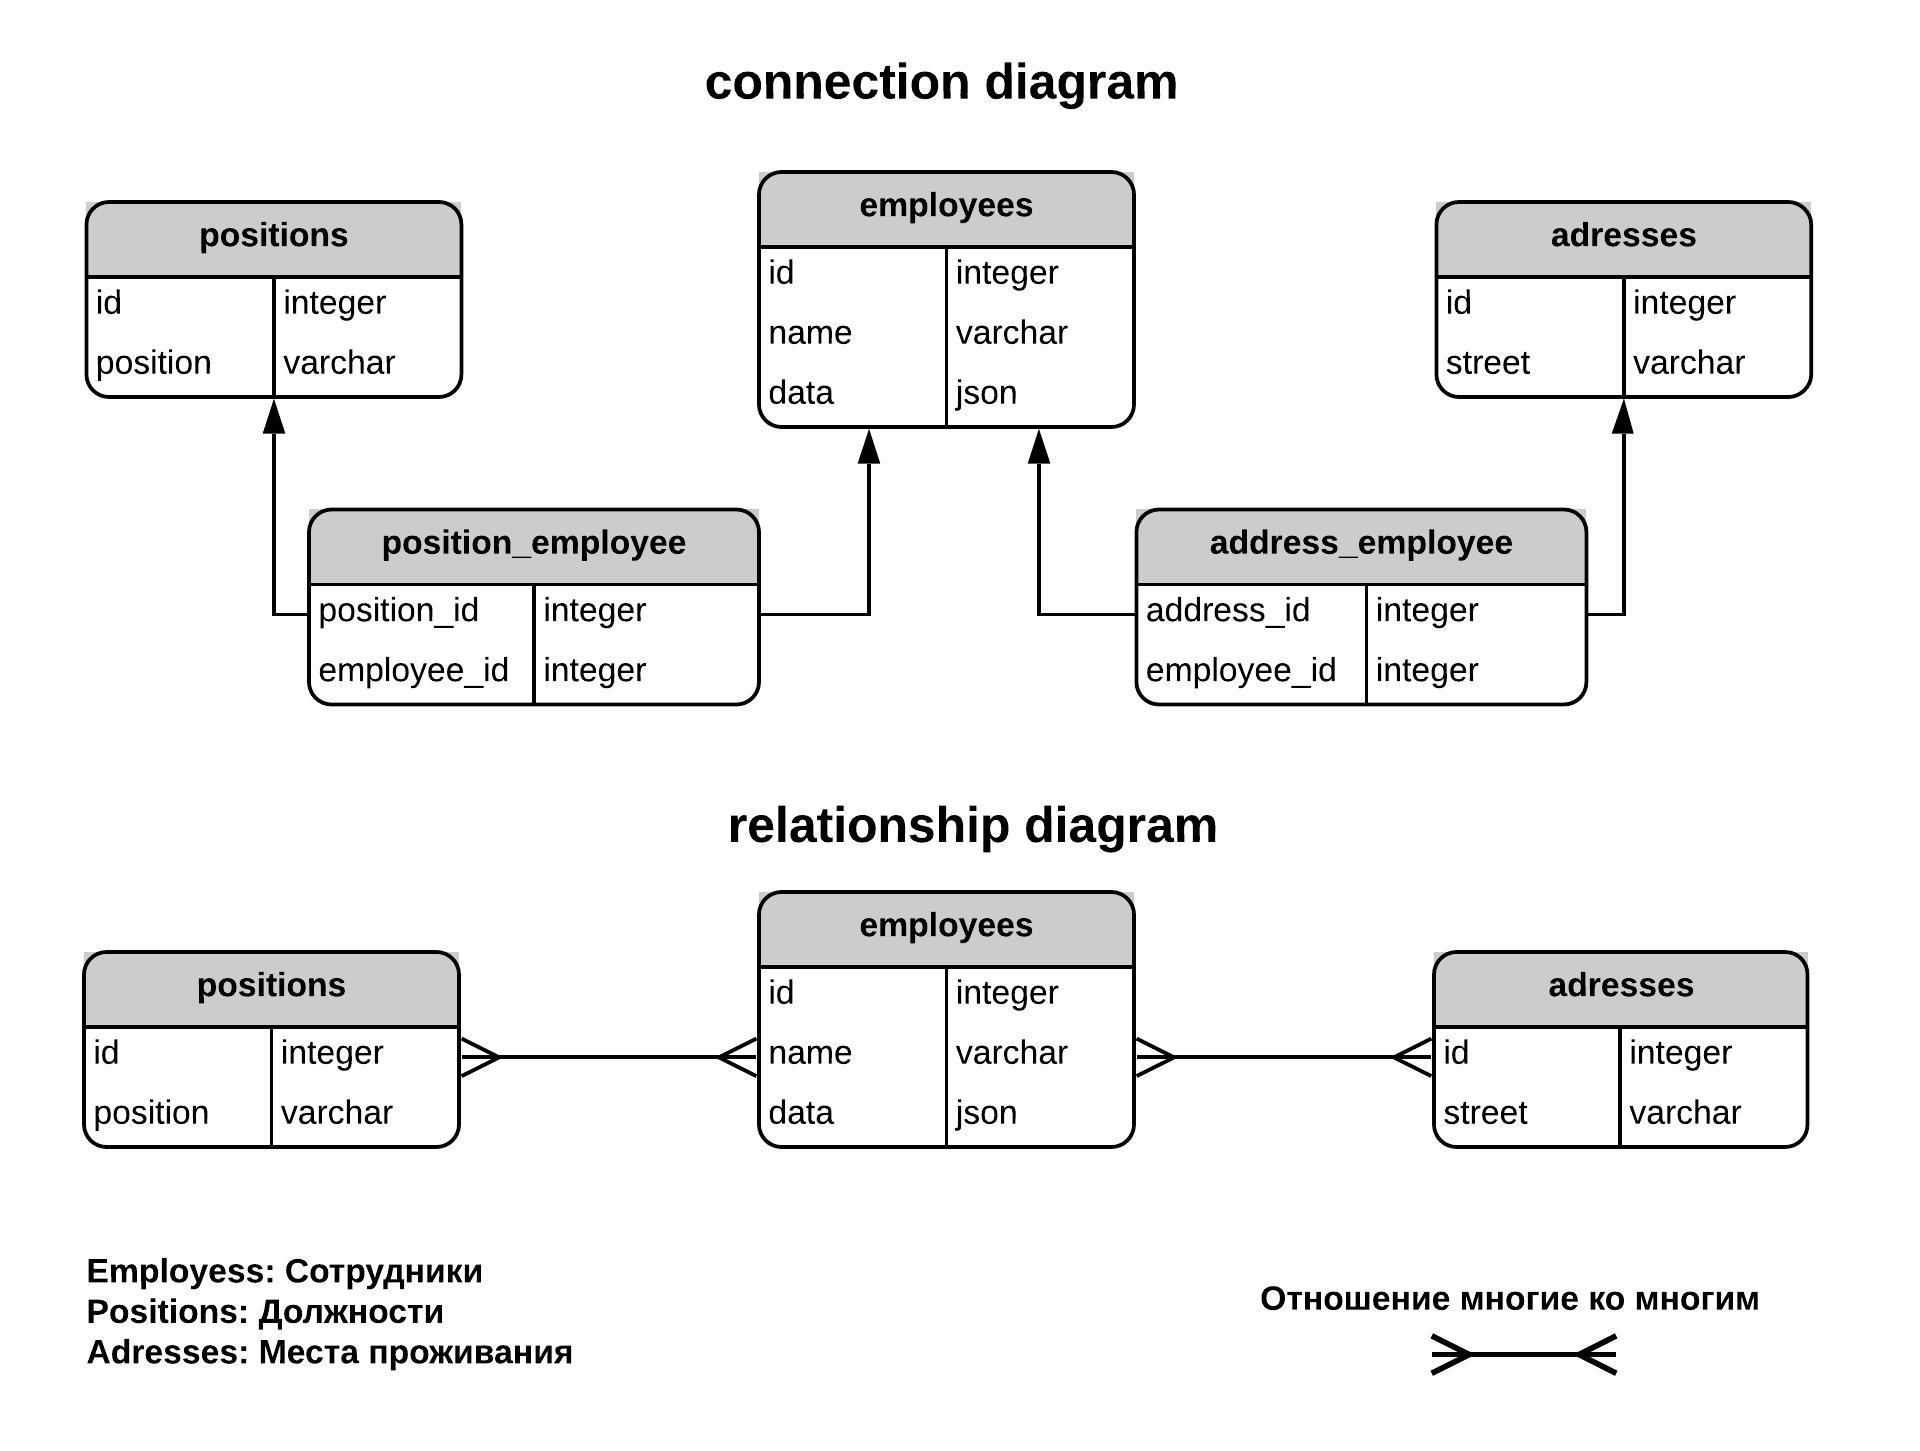 connection diagram
positions
id integer
position varchar
employees
id integer
name varchar
data json
adresses
id integer
street varchar
position_employee
position_id integer
employee_id integer
address_employee
address_id integer
employee_id integer
relationship diagram
positions
id integer
position varchar
employees
id integer
name varchar
data json
adresses
id integer
street varchar
Employess: Сотрудники
Positions: Должности
Adresses: Места проживания
Отношение многие ко многим